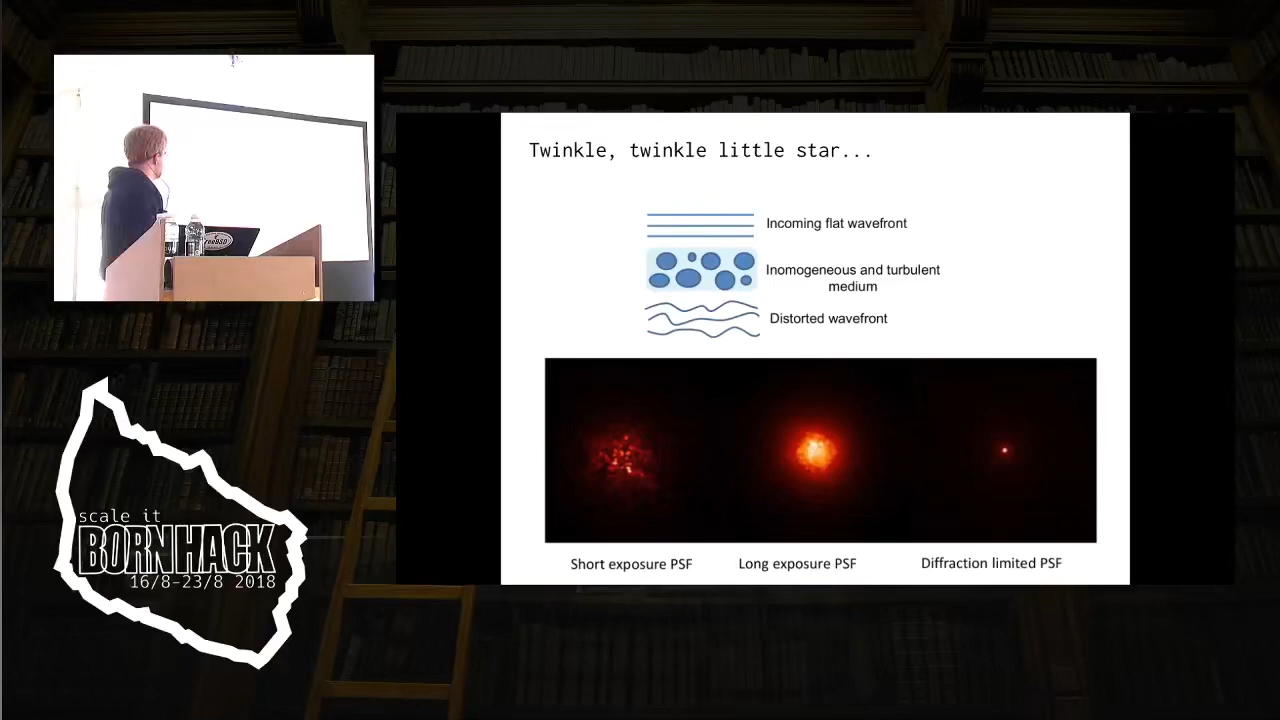 Twinkle, twinkle little star...
Incoming flat wavefront
Inomogeneous and turbulent
medium
Distorted wavefront
Short exposure PSF
Long exposure PSF
Diffraction limited PSF
scale it
BORNHACK
16/8-23/8 2018